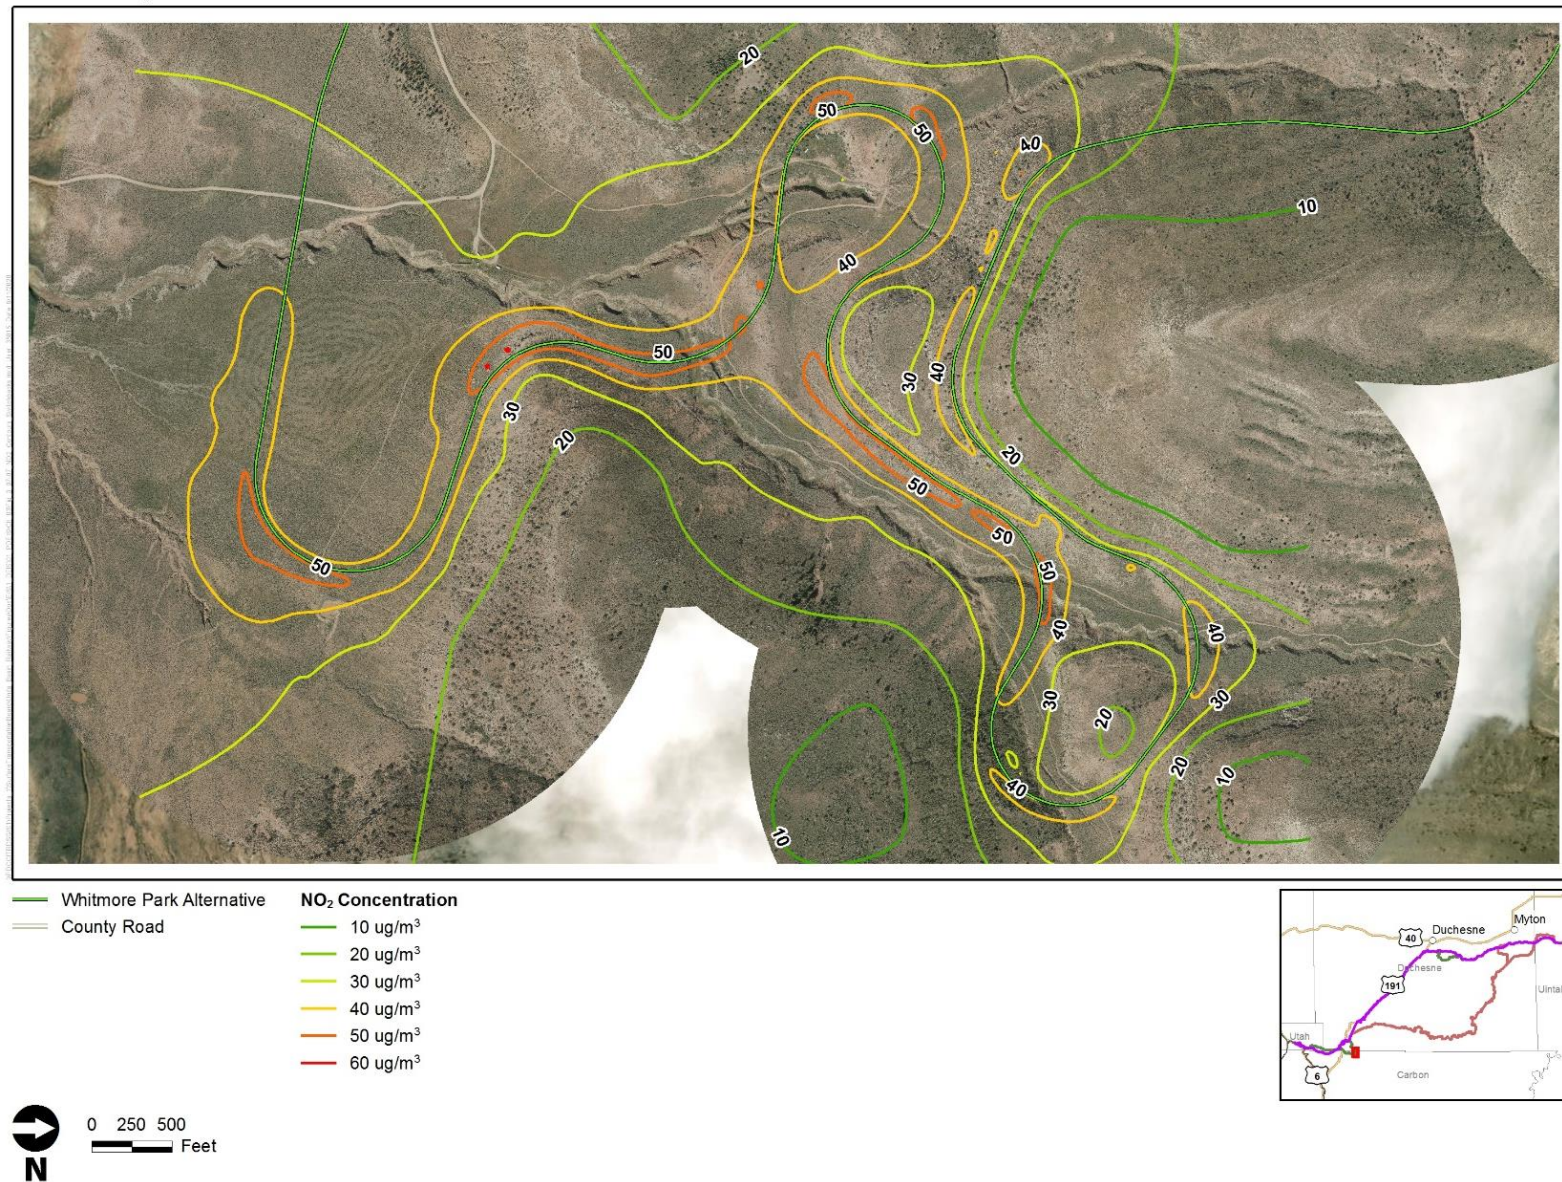 20
50
50
40
10
40
50
30
40
30
20
20
50
50
50
50
40
40
30
30
20
20
10
40
10
Whitmore Park Alternative
County Road
NO₂ Concentration
10 ug/m³
20 ug/m³
30 ug/m³
40 ug/m³
50 ug/m³
60 ug/m³
0 250 500
Feet
N
Myton
Duchesne
40
Duchesne
191
Uintah
Utah
6
Carbon